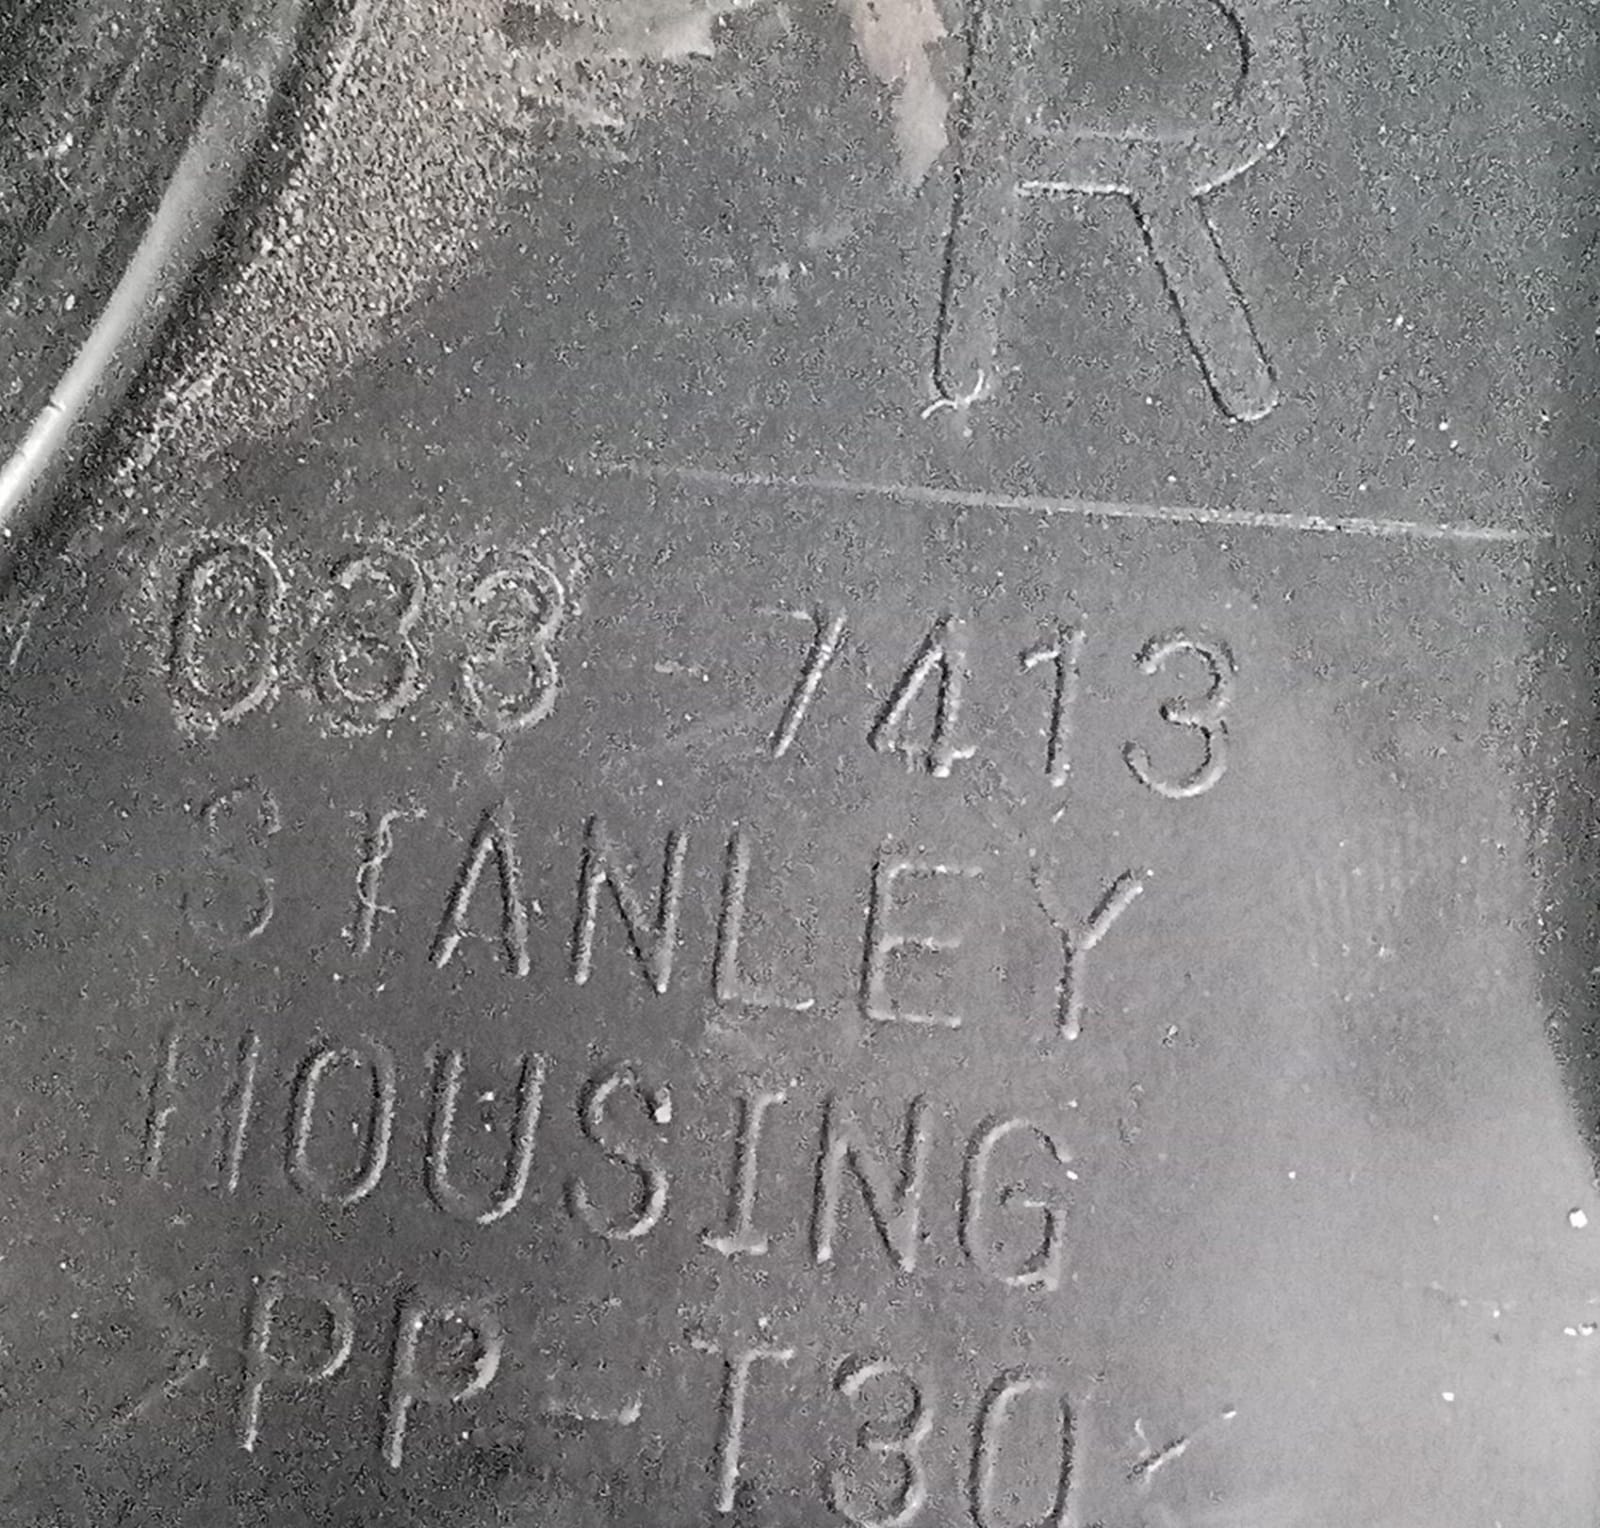 R
033-7413
STANLEY
HOUSING
PP-T30